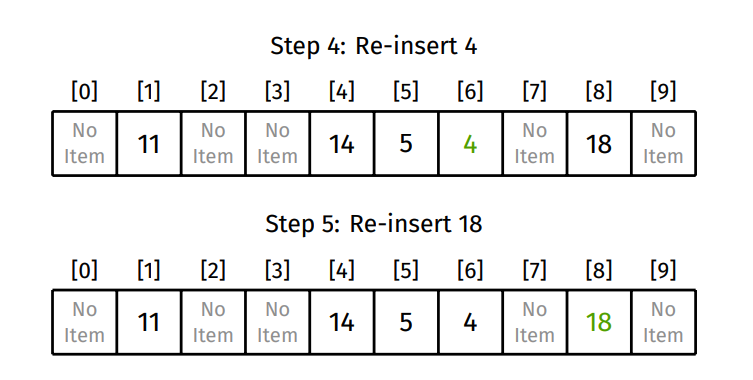 Step 4: Re-insert 4
[0] [1] [2] [3] [4] [5] [6] [7] [8] [9]
No Item 11 No Item No Item 14 5 4 No Item 18 No Item
Step 5: Re-insert 18
[0] [1] [2] [3] [4] [5] [6] [7] [8] [9]
No Item 11 No Item No Item 14 5 4 No Item 18 No Item